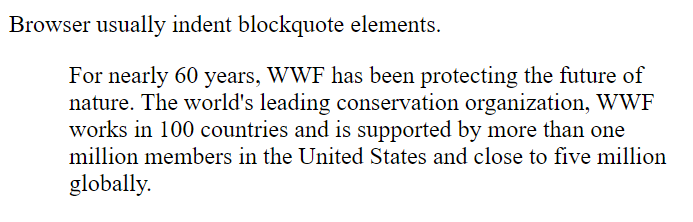 Browser usually indent blockquote elements.
For nearly 60 years, WWF has been protecting the future of
nature. The world's leading conservation organization, WWF
works in 100 countries and is supported by more than one
million members in the United States and close to five million
globally.